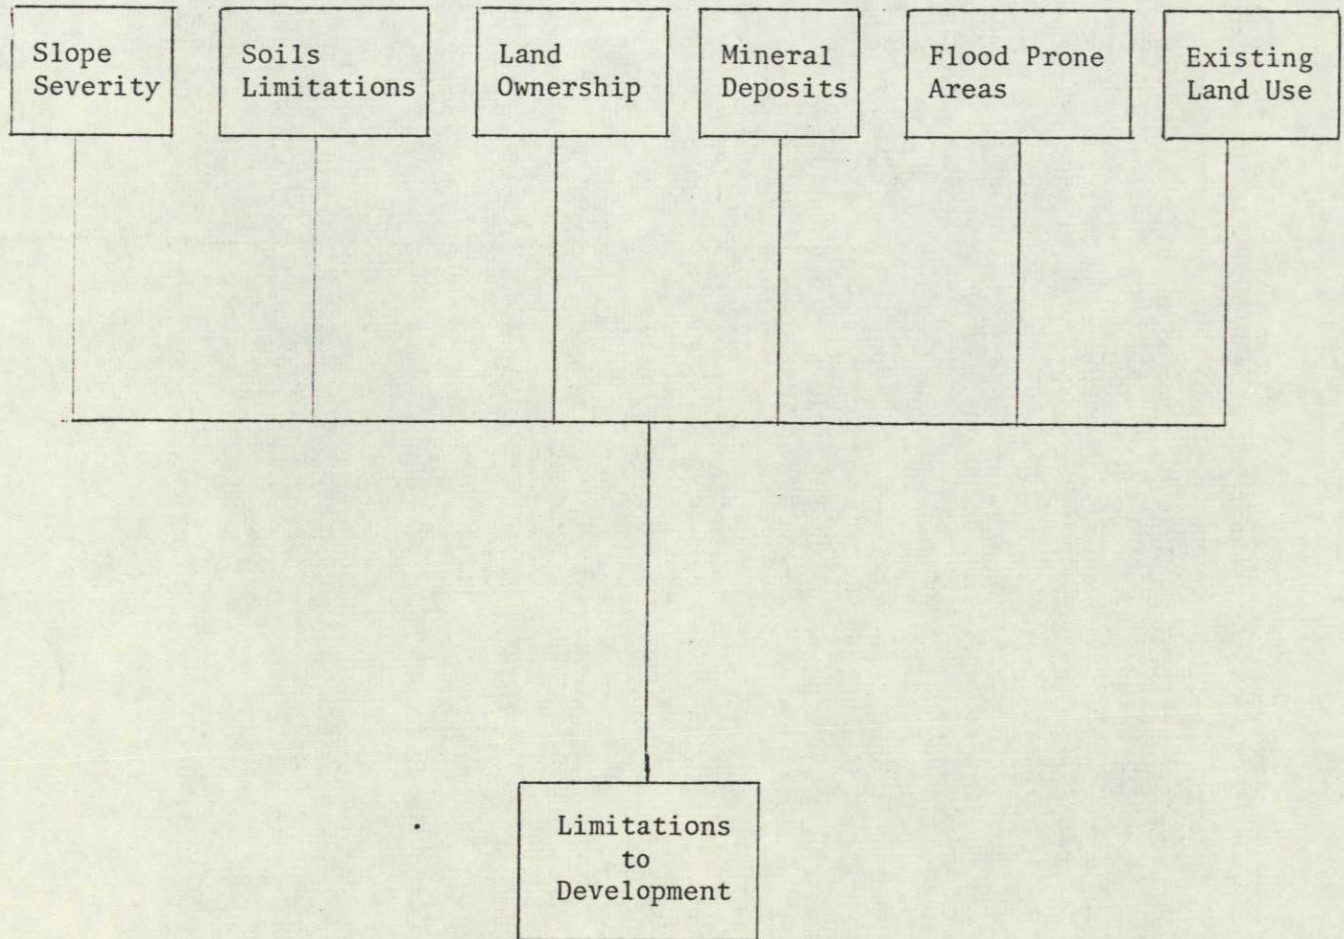 Slope
Severity
Soils
Limitations
Land
Ownership
Mineral
Deposits
Flood Prone
Areas
Existing
Land Use
Limitations
to
Development